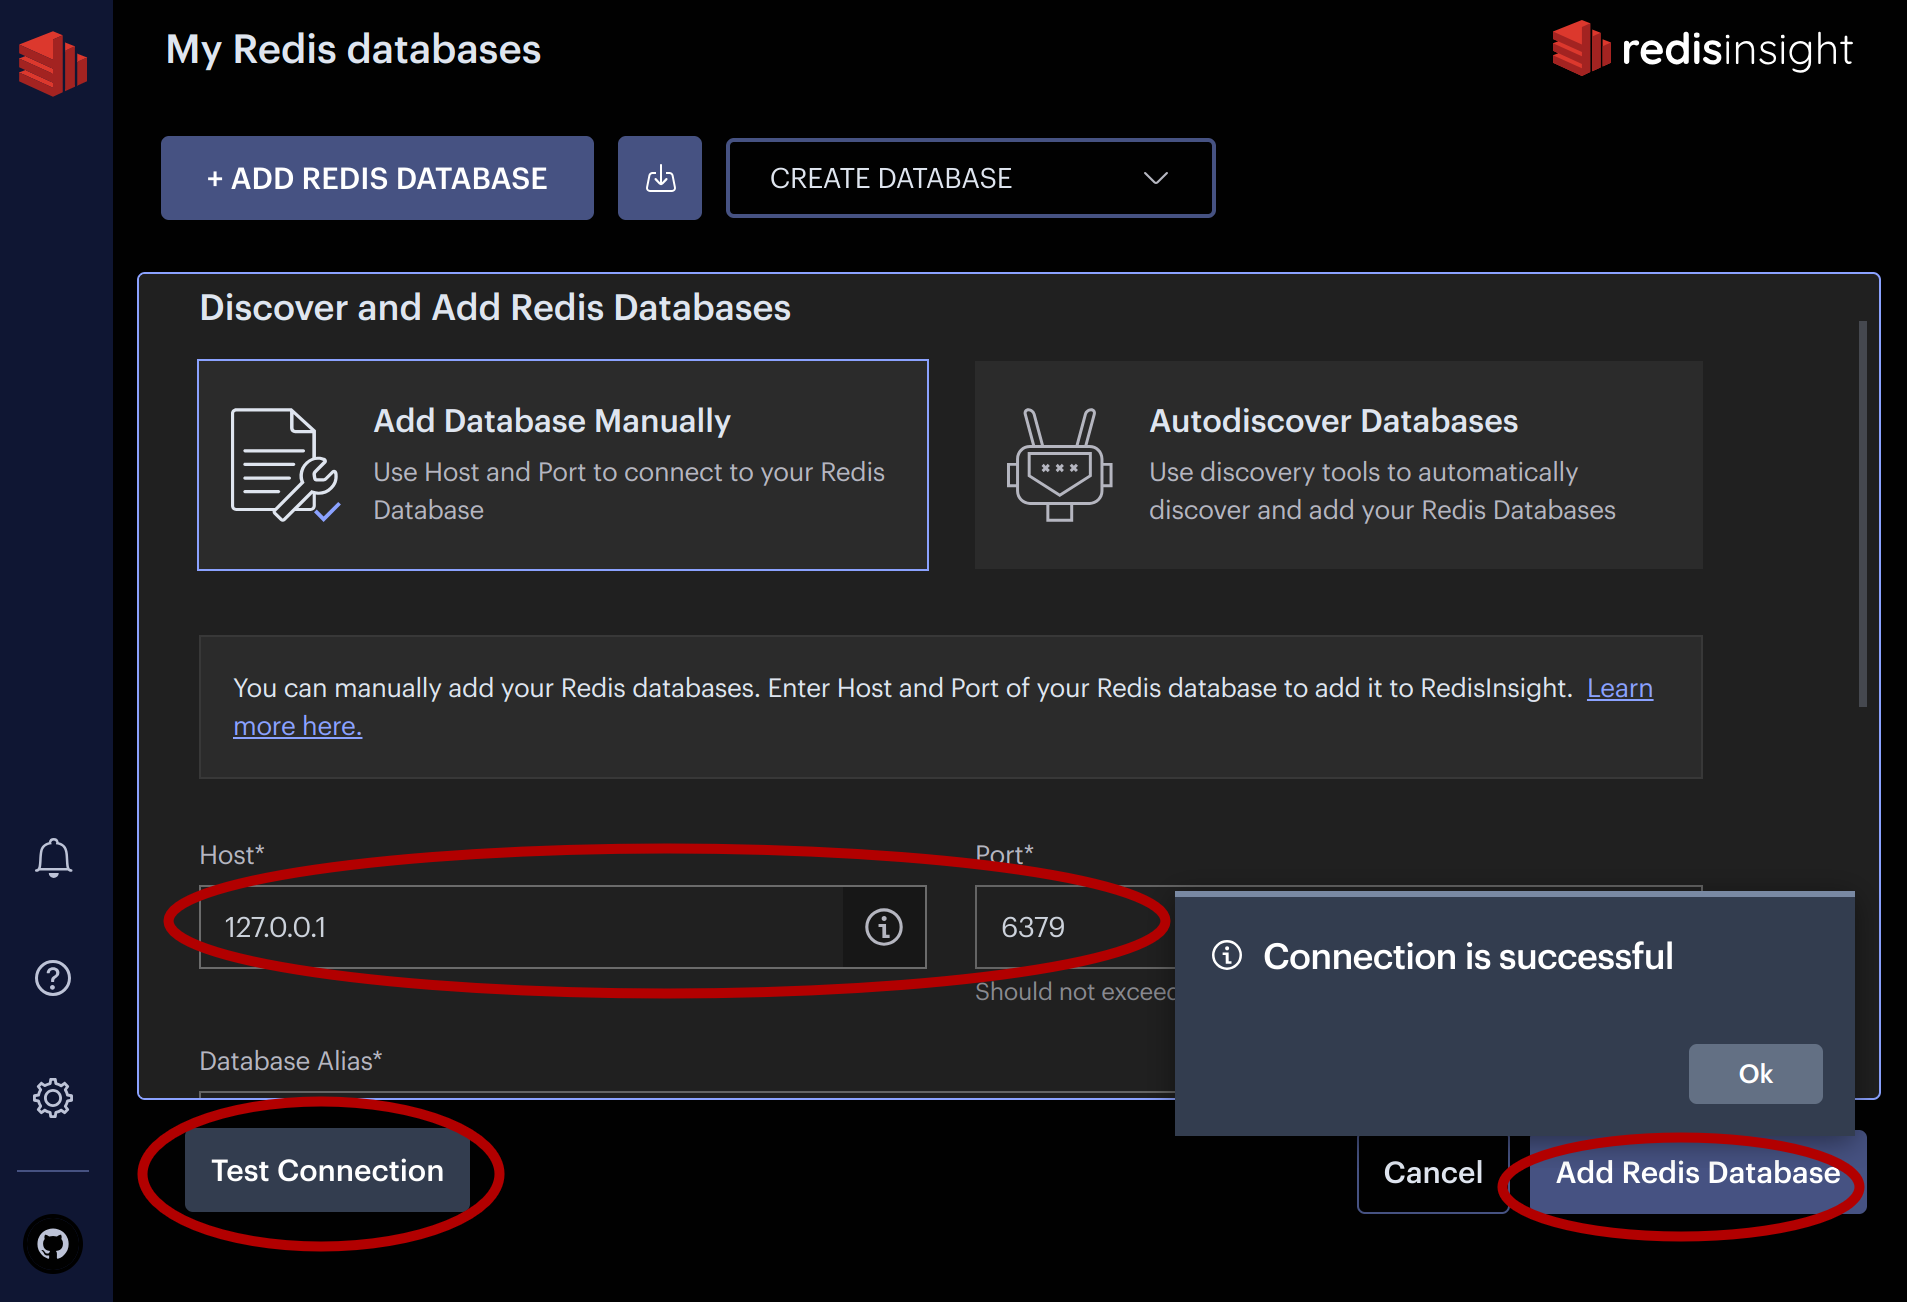 My Redis databases
redisinsight
+ ADD REDIS DATABASE
CREATE DATABASE
Discover and Add Redis Databases
Add Database Manually
Use Host and Port to connect to your Redis
Database
Autodiscover Databases
Use discovery tools to automatically
discover and add your Redis Databases
You can manually add your Redis databases. Enter Host and Port of your Redis database to add it to RedisInsight. Learn
more here.
Host*
Port*
127.0.0.1
6379
Should not exceed
Connection is successful
Ok
Database Alias*
Test Connection
Cancel
Add Redis Database